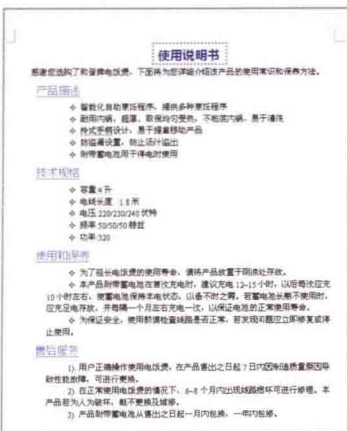 使用说明书
感谢您选购了和谐牌电饭煲，下面将为您详细介绍该产品的使用常识和保养方法。
产品描述
智能化自动烹饪程序，提供多种烹饪程序
耐用内锅，超厚，取保均匀受热，不粘底内锅，易于清洗
持式手柄设计，易于提拿移动产品
防溢漏设置，防止汤汁溢出
附带蓄电池用于停电时使用
技术规格
容量 4 升
电线长度 1.8 米
电压 220/230/240 伏特
频率 50/50/50 赫兹
功率 320
使用和保养
为了延长电饭煲的使用寿命，请将产品放置于阴凉处存放。
本产品附带蓄电池在首次充电时，建议充电 12-15 小时，以后每次应充
10 小时左右，使蓄电池保持丰电状态，以备不时之需。若蓄电池长期不使用时，
应充足电存放，并每隔一个月左右充电一次，以保证电池的正常使用寿命。
为保证安全，使用前请检查线路是否正常，若发现问题应立即修复或停
止使用。
售后服务
1) 用户正确操作使用电饭煲，在产品售出之日起 7 日内因制造质量原因导
致性能故障，可进行更换。
2) 在正常使用电饭煲的情况下，6-8 个月内出现线路损坏可进行修理。本
产品若为人为破坏，概不更换及维修。
3) 产品附带蓄电池从售出之日起一月内包换，一年内包修。